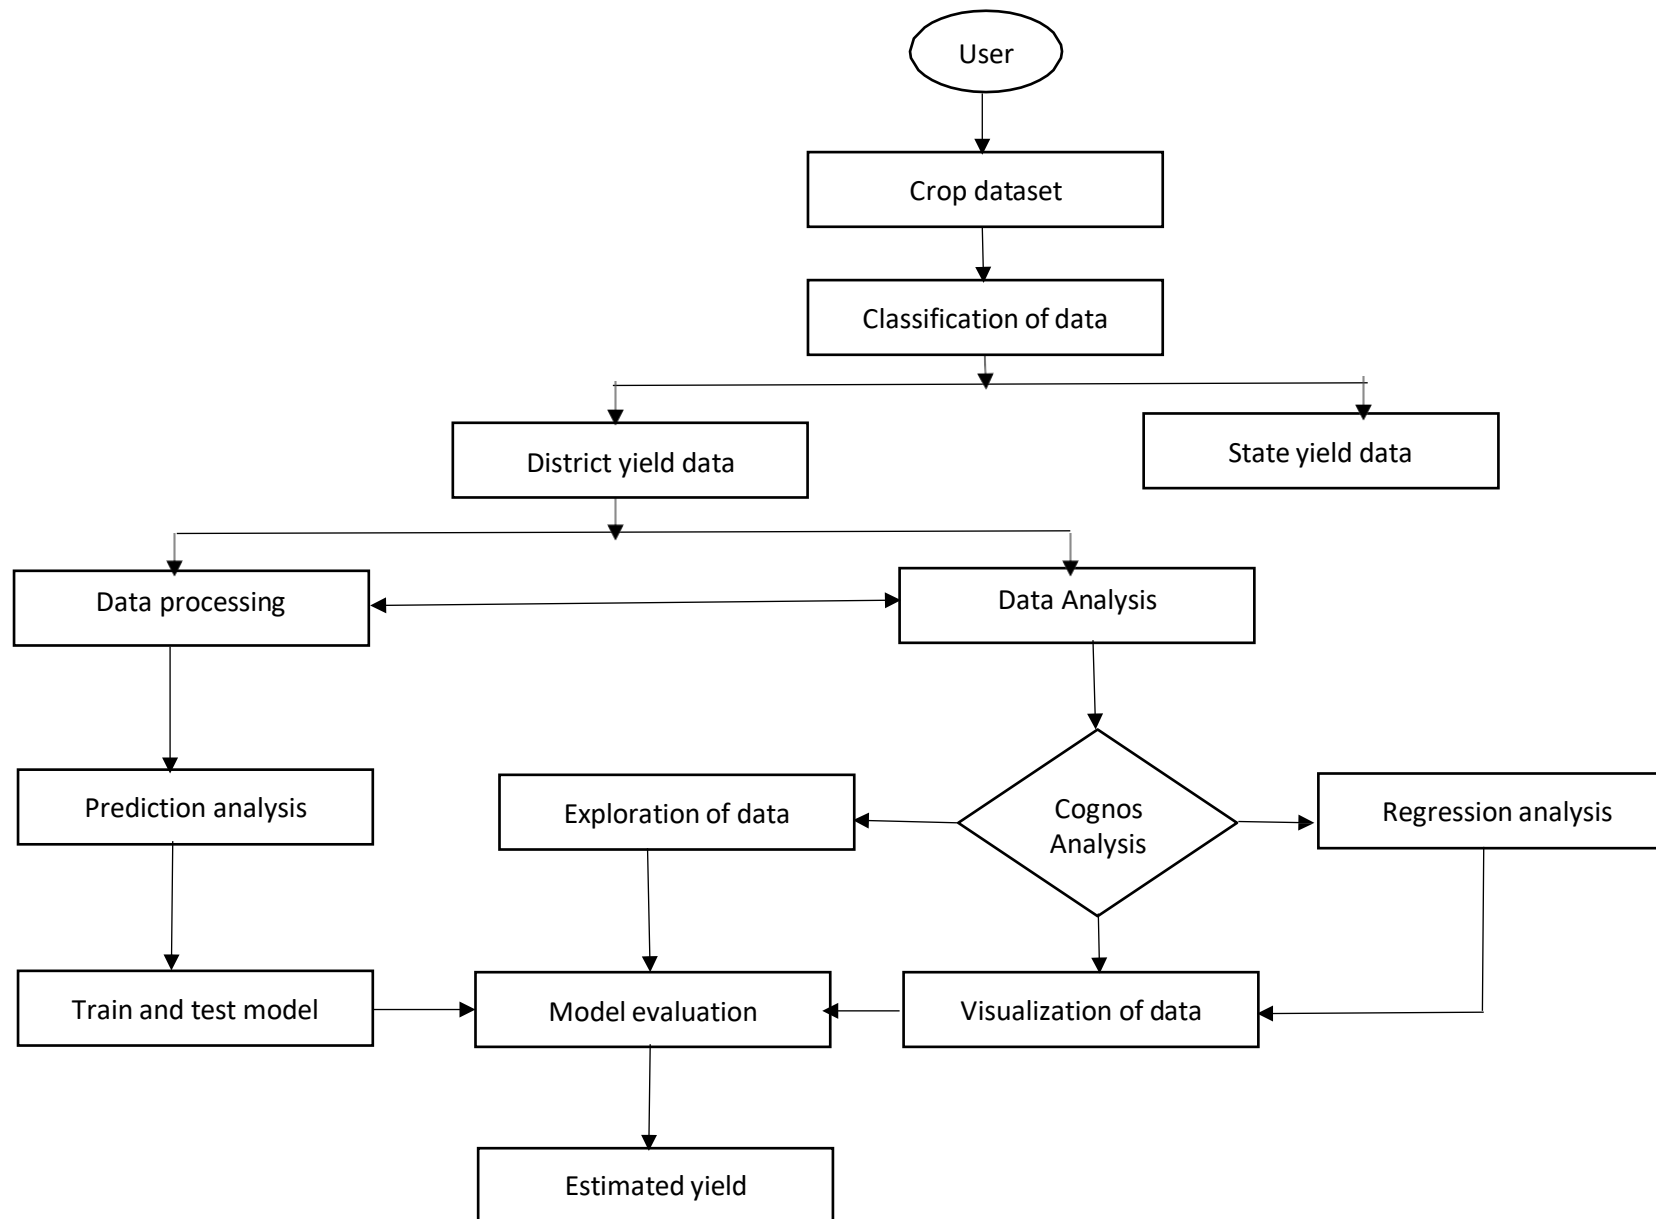 User
Crop dataset
Classification of data
District yield data
State yield data
Data processing
Data Analysis
Prediction analysis
Exploration of data
Cognos
Analysis
Regression analysis
Train and test model
Model evaluation
Visualization of data
Estimated yield